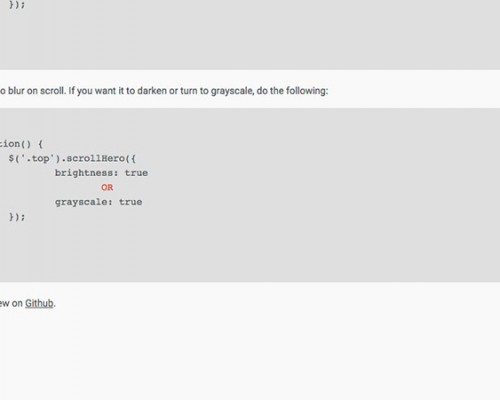 });
o blur on scroll. If you want it to darken or turn to grayscale, do the following:
tion() {
$('.top').scrollHero({
brightness: true
OR
grayscale: true
});
ew on Github.